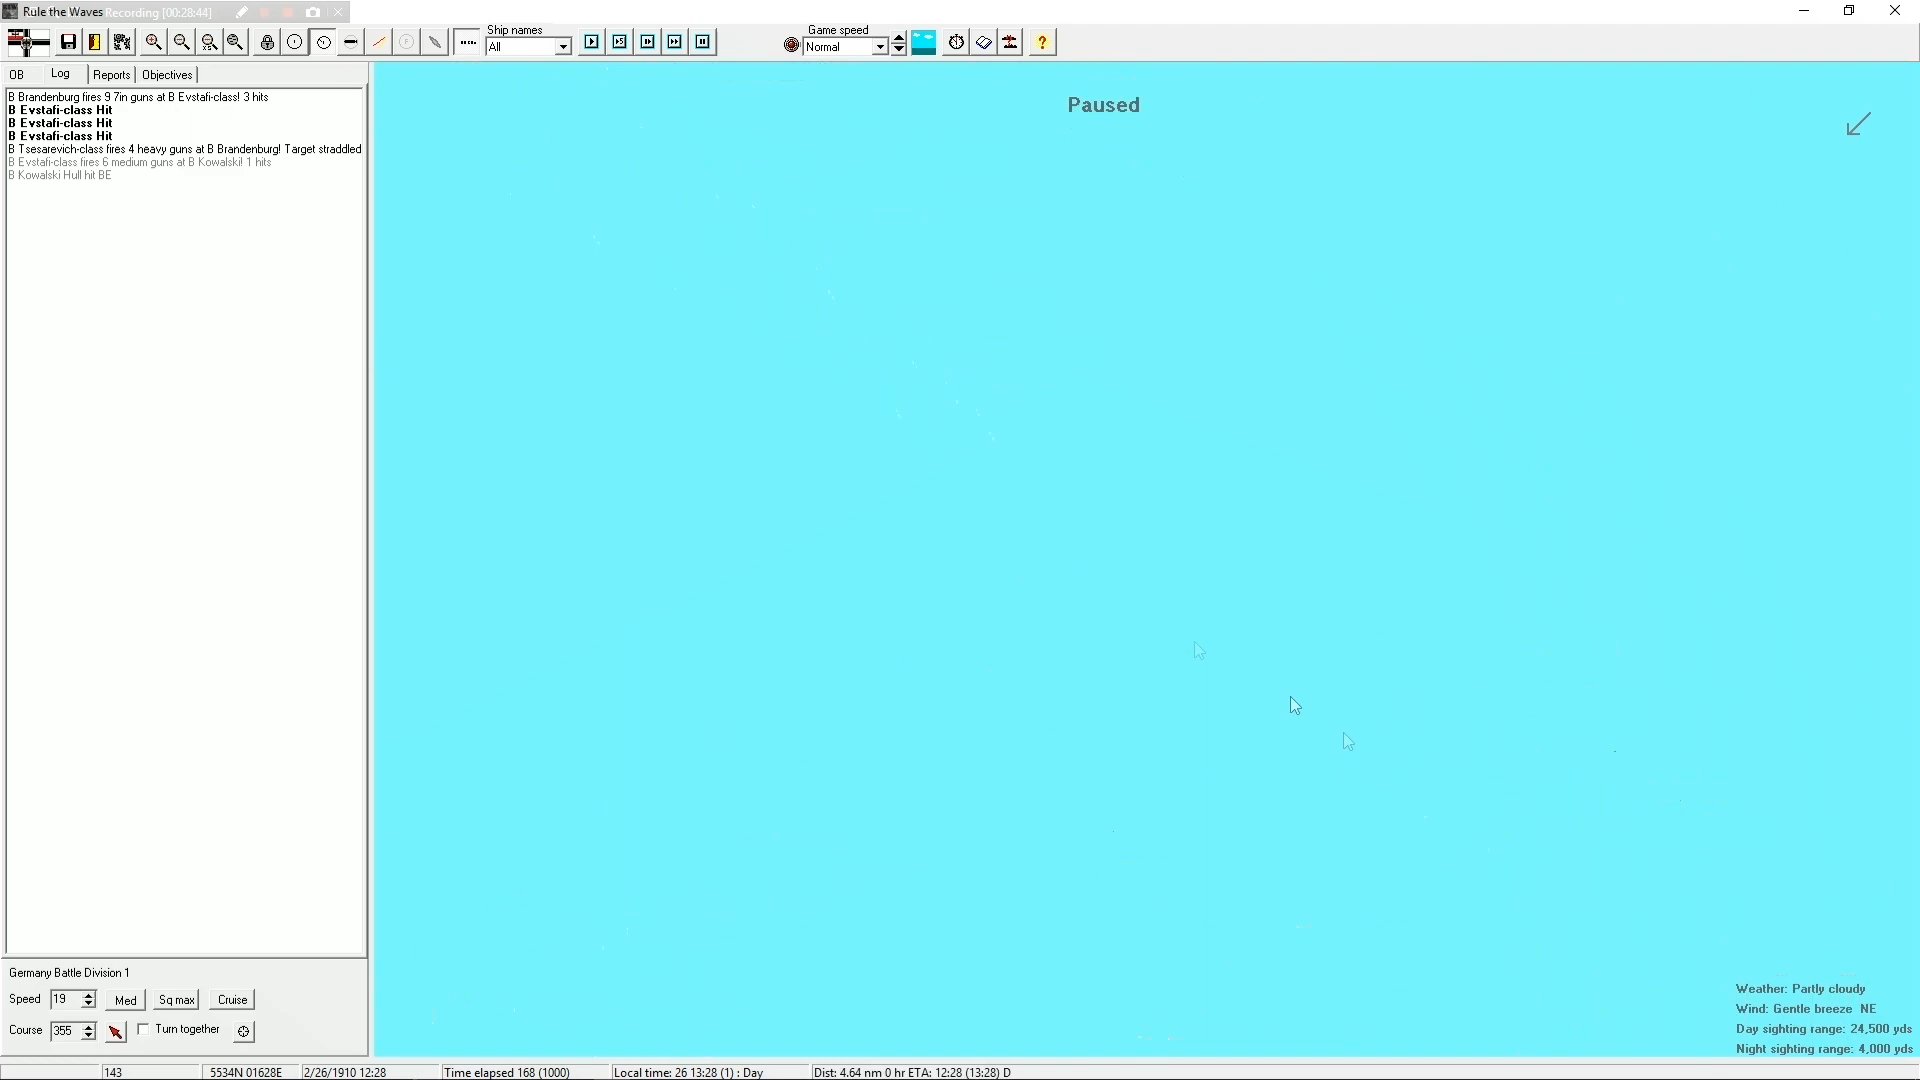 Rule the Waves Recording [00:28:44]
Ship names
All
Game speed
Normal
OB Log Reports Objectives
B Brandenburg fires 9 7in guns at B Evstafi-class! 3 hits
B Evstafi-class Hit
B Evstafi-class Hit
B Evstafi-class Hit
B Tsesarevich-class fires 4 heavy guns at B Brandenburg! Target straddled
B Evstafi-class fires 6 medium guns at B Kowalski! 1 hits
B Kowalski Hull hit BE
Paused
Germany Battle Division 1
Speed 19 Med Sq max Cruise
Course 355 Turn together
Weather: Partly cloudy
Wind: Gentle breeze NE
Day sighting range: 24,500 yds
Night sighting range: 4,000 yds
143 5534N 01628E 2/26/1910 12:28 Time elapsed 168 (1000) Local time: 26 13:28 (1) : Day Dist: 4.64 nm 0 hr ETA: 12:28 (13:28) D